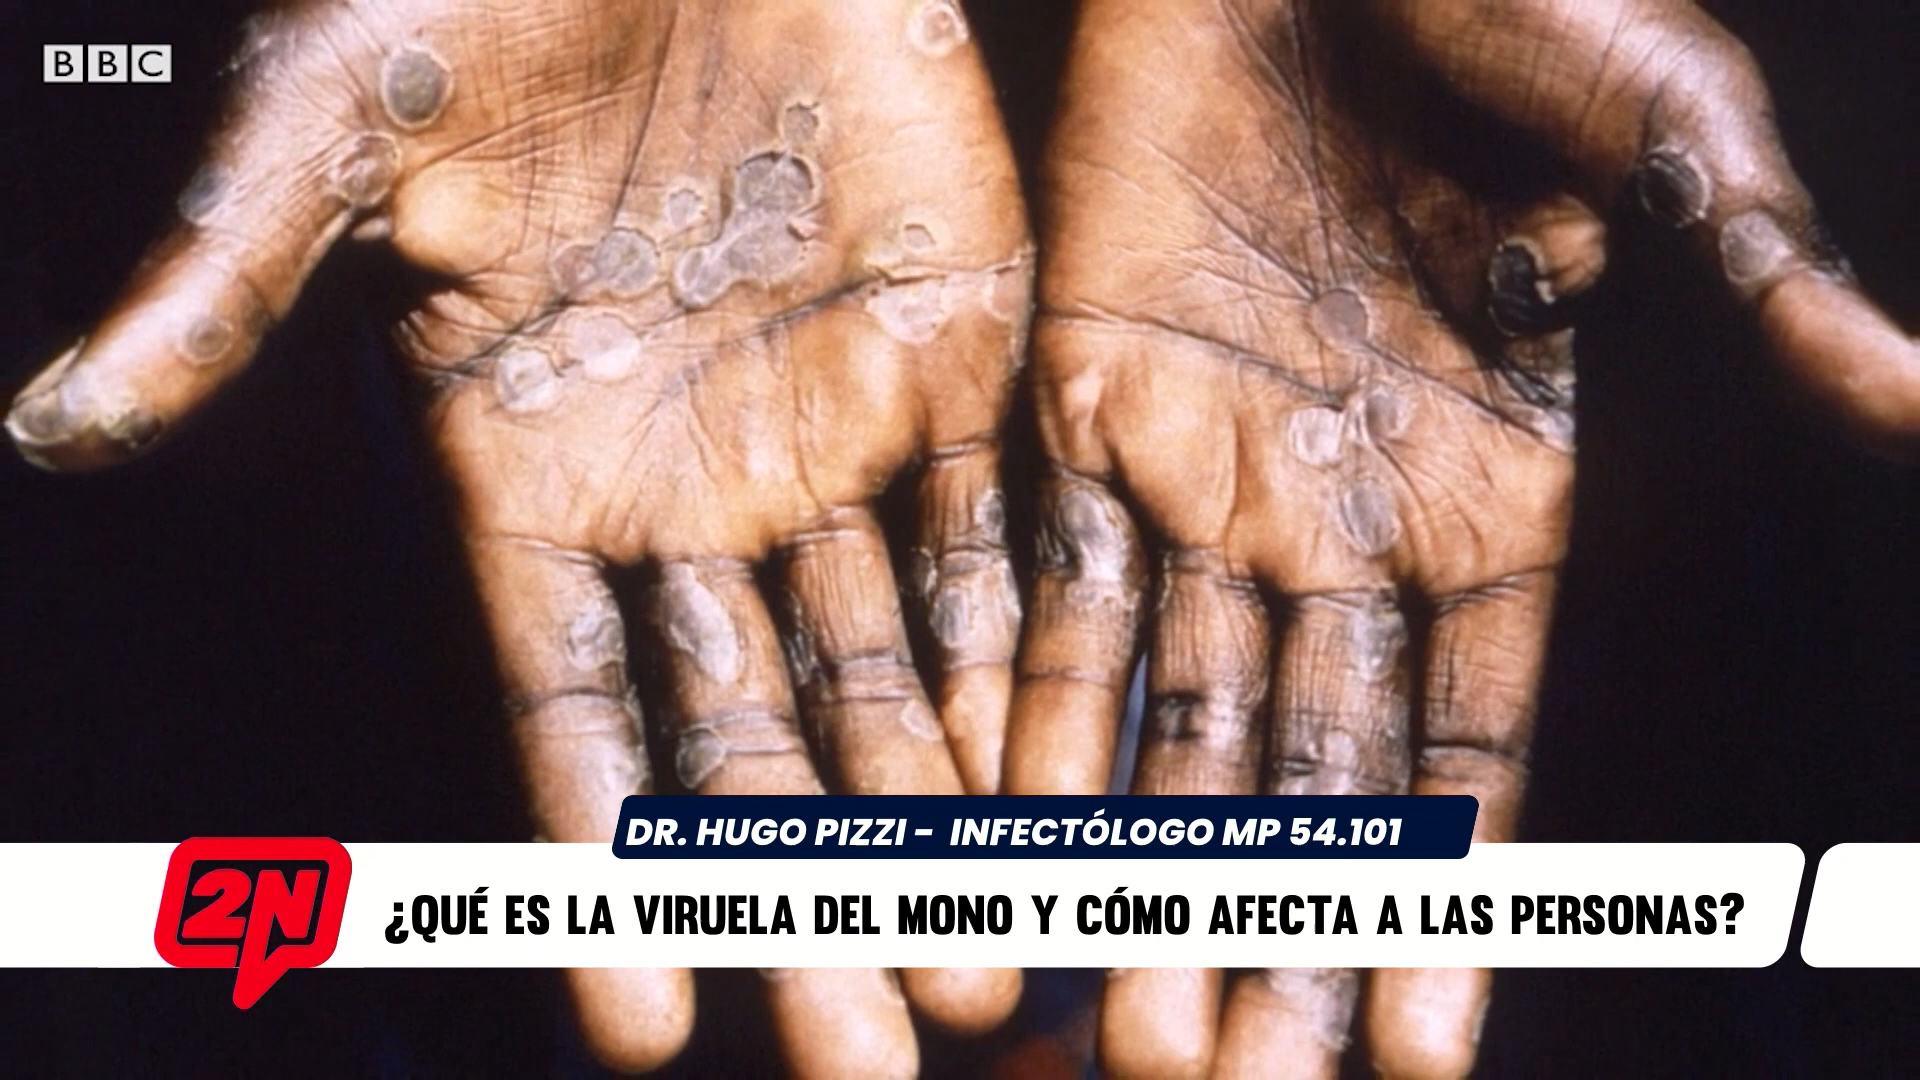 BBC
DR. HUGO PIZZI - INFECTÓLOGO MP 54.101
2N
¿QUÉ ES LA VIRUELA DEL MONO Y CÓMO AFECTA A LAS PERSONAS?